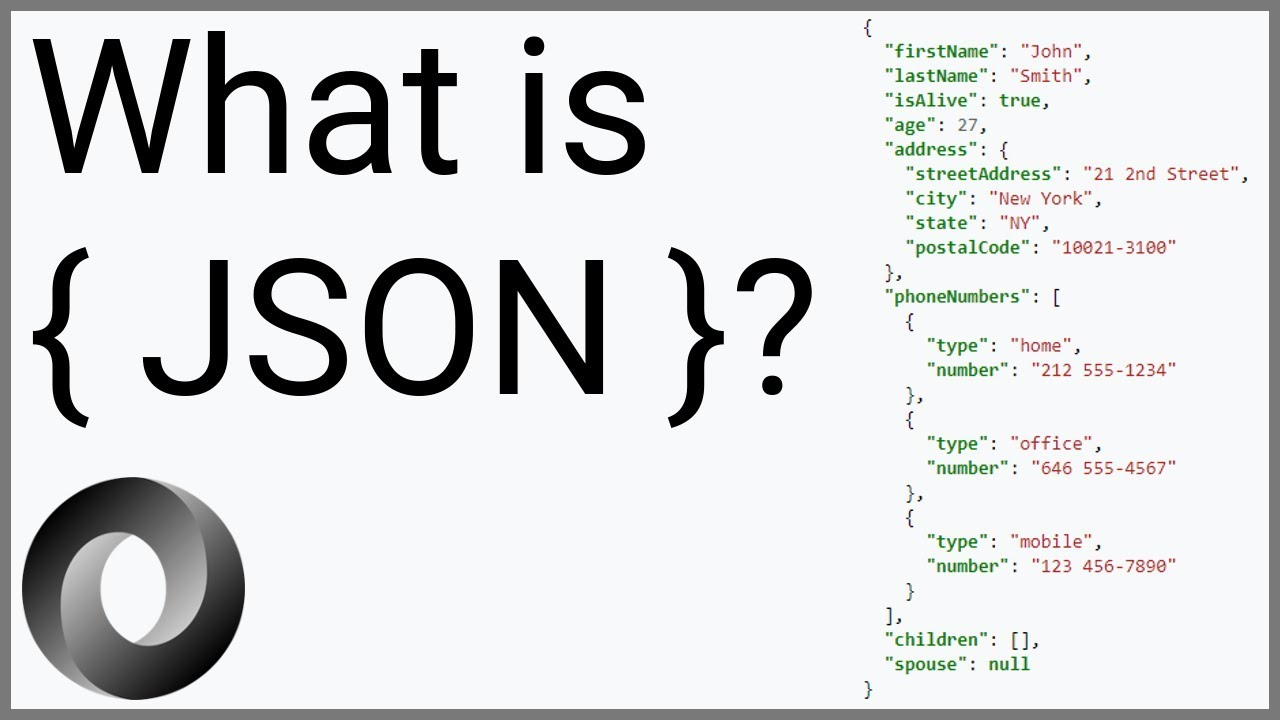 What is
{ JSON }?
{
  "firstName": "John",
  "lastName": "Smith",
  "isAlive": true,
  "age": 27,
  "address": {
    "streetAddress": "21 2nd Street",
    "city": "New York",
    "state": "NY",
    "postalCode": "10021-3100"
  },
  "phoneNumbers": [
    {
      "type": "home",
      "number": "212 555-1234"
    },
    {
      "type": "office",
      "number": "646 555-4567"
    },
    {
      "type": "mobile",
      "number": "123 456-7890"
    }
  ],
  "children": [],
  "spouse": null
}